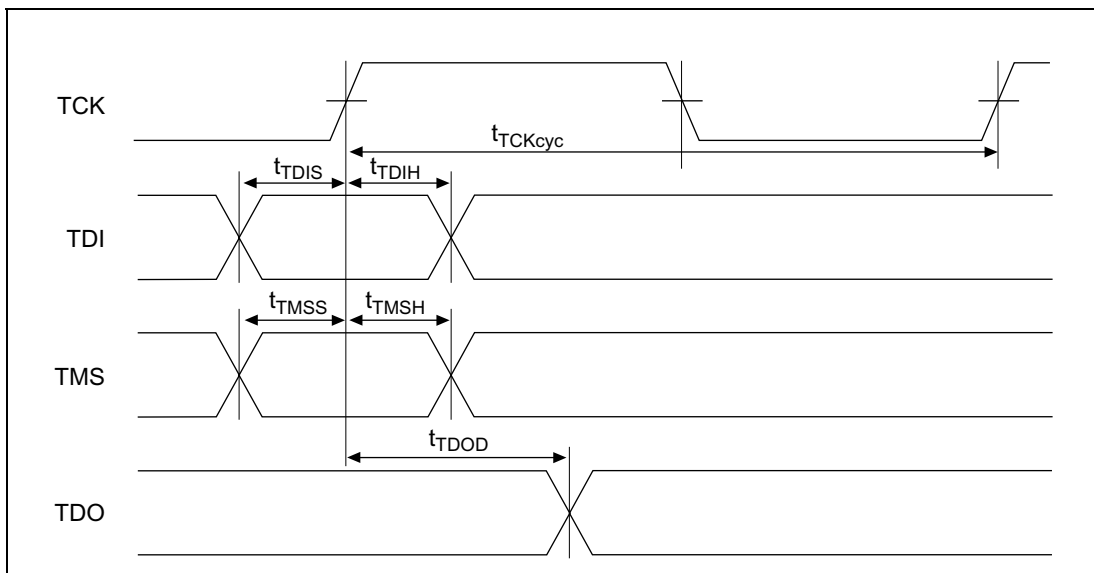 TCK
tTCKcyc
tTDIS tTDIH
TDI
tTMSS tTMSH
TMS
tTDOD
TDO